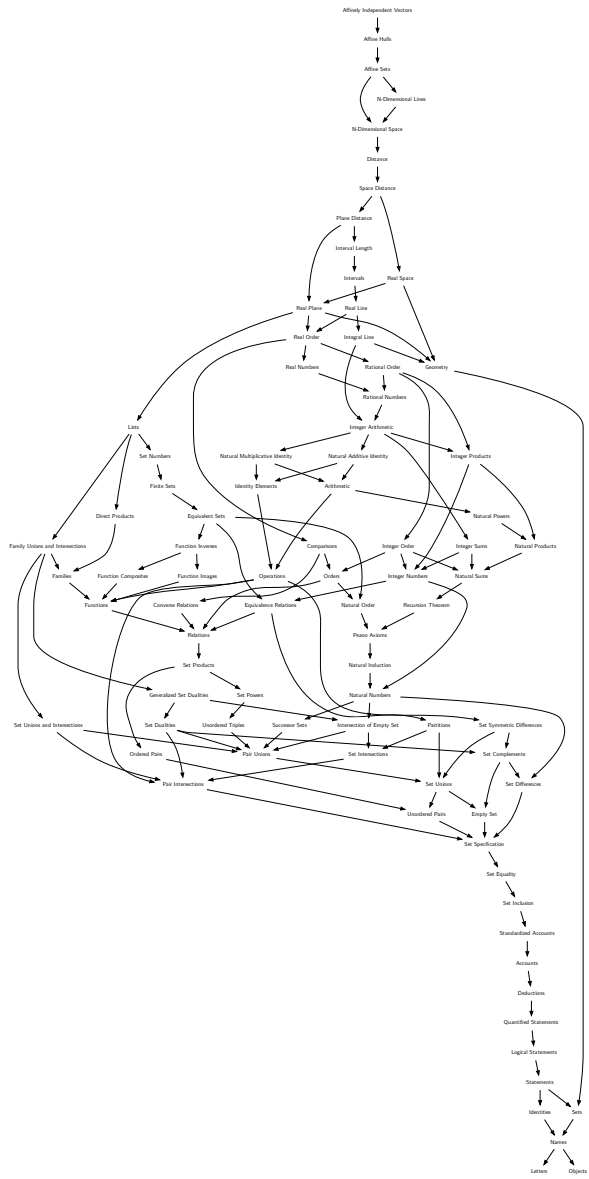 Affinely Independent Vectors
Affine Hulls
Affine Sets
N-Dimensional Lines
N-Dimensional Space
Distance
Space Distance
Plane Distance
Interval Length
Intervals Real Space
Real Plane Real Line
Real Order Integral Line
Real Numbers Rational Order Geometry
Rational Numbers
Lists Integer Arithmetic
Set Numbers Natural Multiplicative Identity Natural Additive Identity Integer Products
Finite Sets Identity Elements Arithmetic
Direct Products Equivalent Sets Natural Powers
Family Unions and Intersections Function Inverses Comparisons Integer Order Integer Sums Natural Products
Families Function Composites Function Images Operations Orders Integer Numbers Natural Sums
Functions Converse Relations Equivalence Relations Natural Order Recursion Theorem
Relations Peano Axioms
Set Products Natural Induction
Generalized Set Dualities Set Powers Natural Numbers
Set Unions and Intersections Set Dualities Unordered Triples Successor Sets Intersection of Empty Set Partitions Set Symmetric Differences
Ordered Pairs Pair Unions Set Intersections Set Complements
Pair Intersections Set Unions Set Differences
Unordered Pairs Empty Set
Set Specification
Set Equality
Set Inclusion
Standardized Accounts
Accounts
Deductions
Quantified Statements
Logical Statements
Statements
Identities Sets
Names
Letters Objects